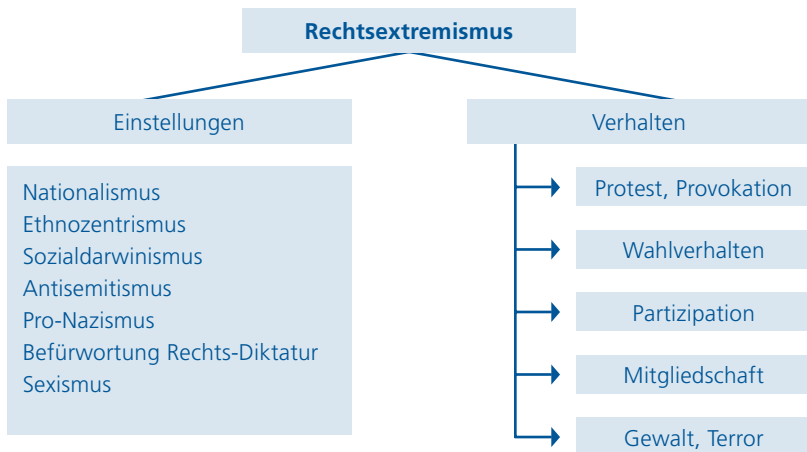 Rechtsextremismus
Einstellungen
Nationalismus
Ethnozentrismus
Sozialdarwinismus
Antisemitismus
Pro-Nazismus
Befürwortung Rechts-Diktatur
Sexismus
Verhalten
Protest, Provokation
Wahlverhalten
Partizipation
Mitgliedschaft
Gewalt, Terror